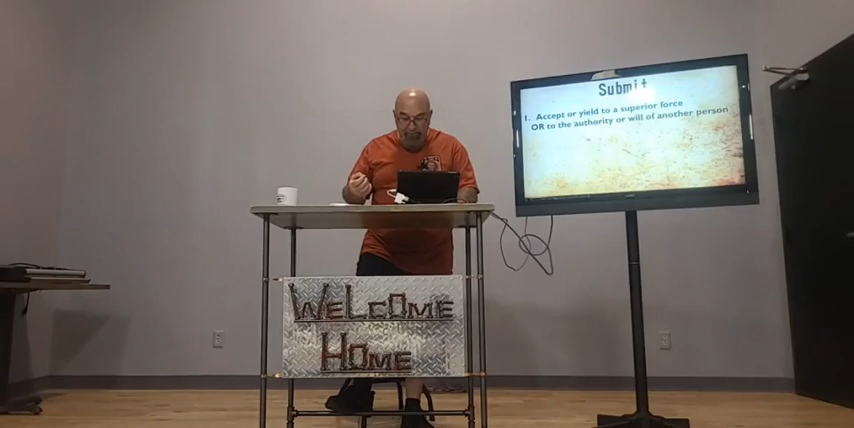 Submit
1. Accept or yield to a superior force
OR to the authority or will of another person
WELCOME
HOME